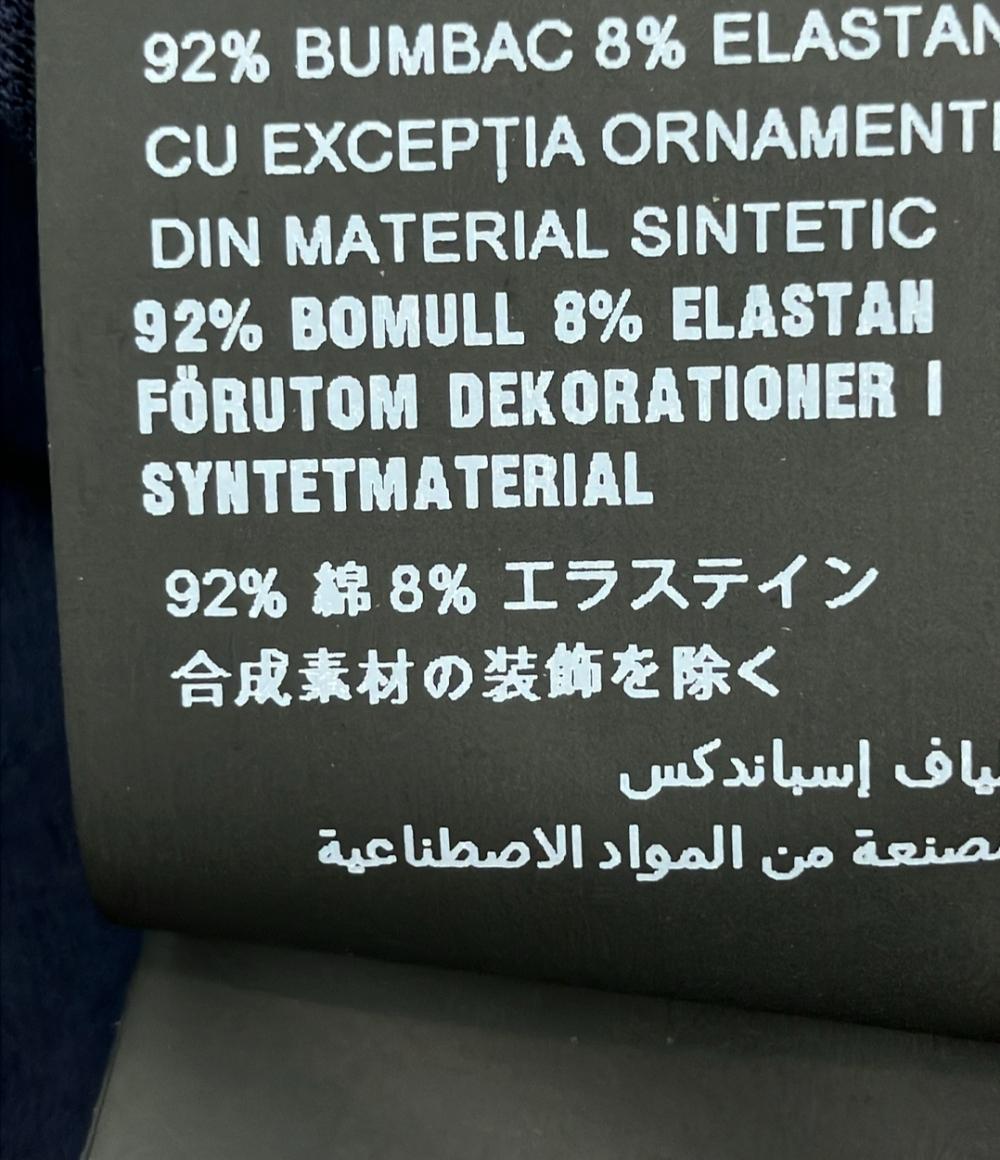 92% BUMBAC 8% ELASTAN
CU EXCEPȚIA ORNAMENT
DIN MATERIAL SINTETIC
92% BOMULL 8% ELASTAN
FÖRUTOM DEKORATIONER I
SYNTETMATERIAL
92% 綿 8% エラステイン
合成素材の装飾を除く
إسباندكس
من المواد الاصطناعية